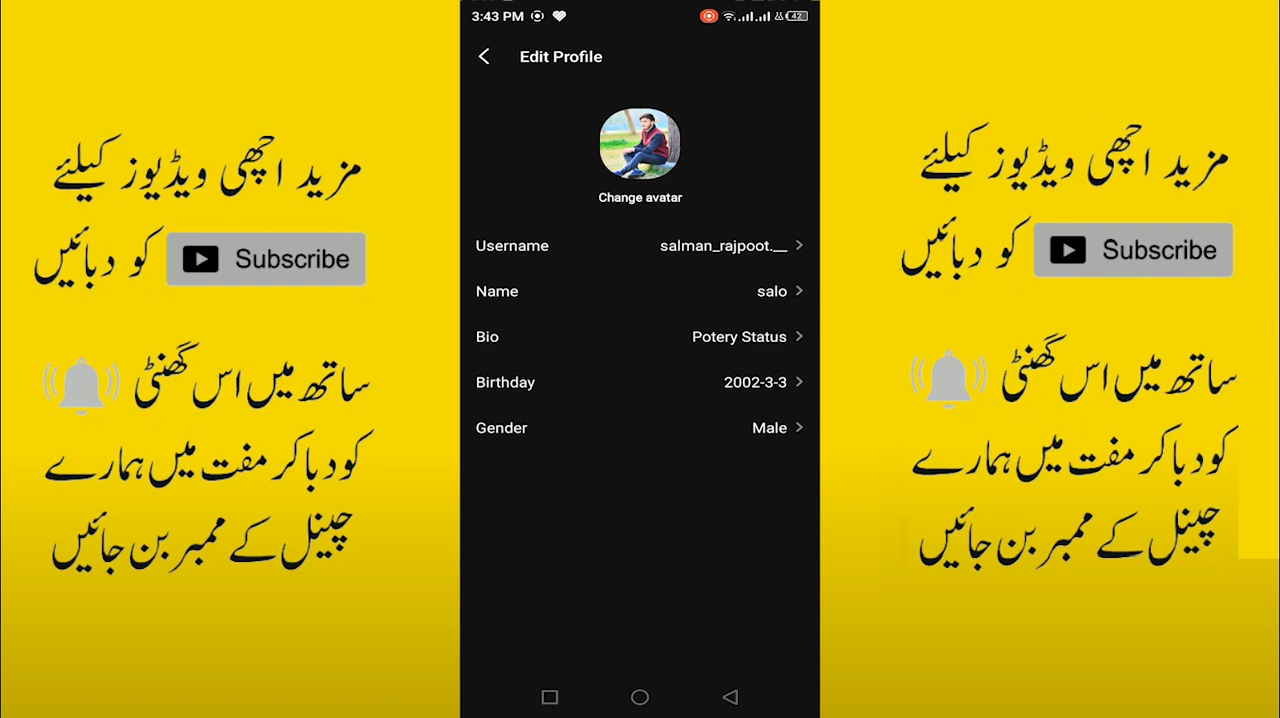 مزید اچھی ویڈیوز کیلئے
Subscribe کو دبائیں
ساتھ میں اس گھنٹی
کو دبا کر مفت میں ہمارے
چینل کے ممبر بن جائیں
3:43 PM
42
Edit Profile
Change avatar
Username salman_rajpoot.__
Name salo
Bio Potery Status
Birthday 2002-3-3
Gender Male
مزید اچھی ویڈیوز کیلئے
Subscribe کو دبائیں
ساتھ میں اس گھنٹی
کو دبا کر مفت میں ہمارے
چینل کے ممبر بن جائیں